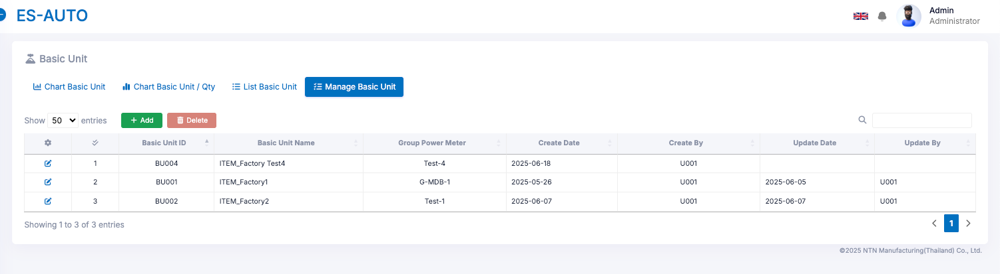 ES-AUTO
Admin
Administrator
Basic Unit
Chart Basic Unit Chart Basic Unit / Qty List Basic Unit Manage Basic Unit
Show 50 entries + Add Delete
Basic Unit ID Basic Unit Name Group Power Meter Create Date Create By Update Date Update By
1 BU004 ITEM_Factory Test4 Test-4 2025-06-18 U001
2 BU001 ITEM_Factory1 G-MDB-1 2025-05-26 U001 2025-06-05 U001
3 BU002 ITEM_Factory2 Test-1 2025-06-07 U001 2025-06-07 U001
Showing 1 to 3 of 3 entries 1
©2025 NTN Manufacturing(Thailand) Co., Ltd.